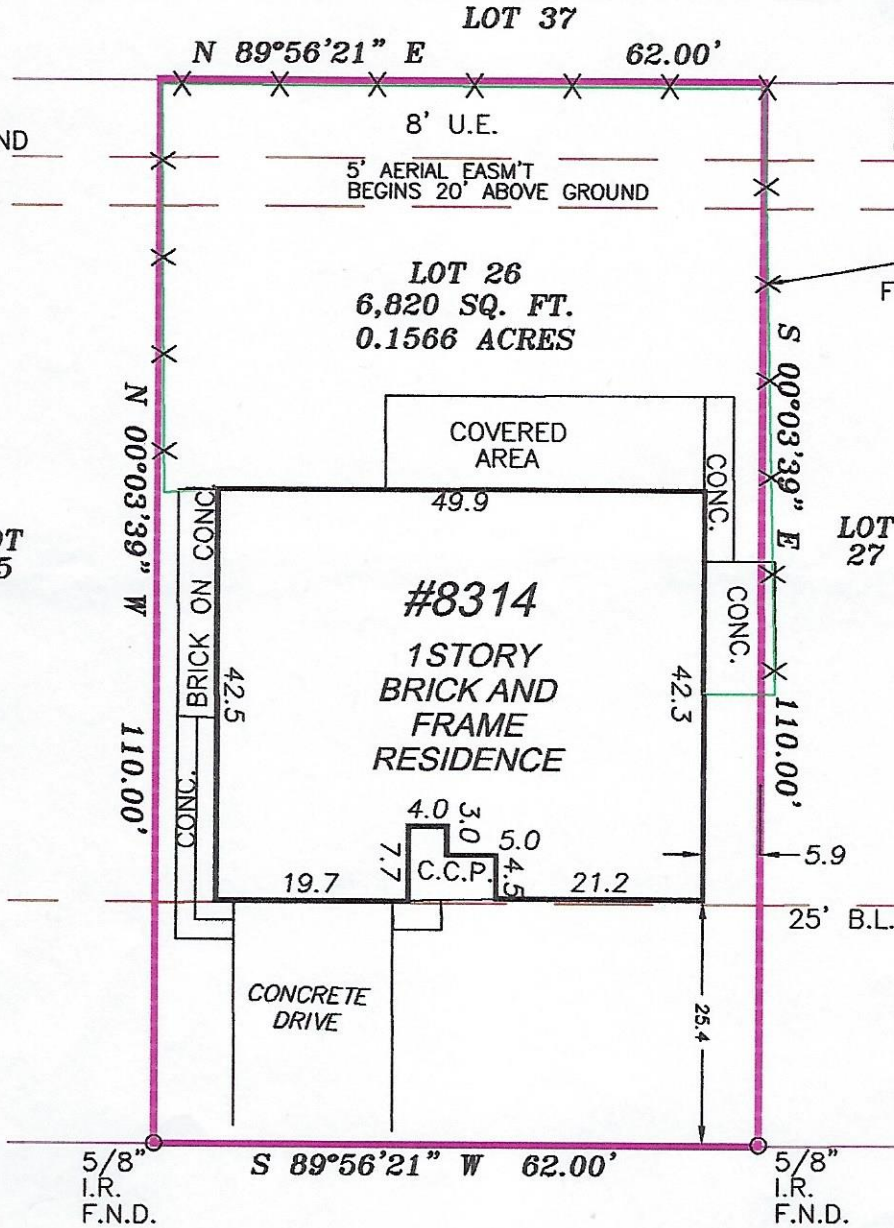 LOT 37
N 89°56'21" E 62.00'
ND
8' U.E.
5' AERIAL EASM'T
BEGINS 20' ABOVE GROUND
LOT 26
6,820 SQ. FT.
0.1566 ACRES
F
N 00°03'39" W 110.00'
S 00°03'39" E 110.00'
COVERED
AREA
CONC.
49.9
BRICK ON CONC.
OT
5
LOT
27
#8314
1STORY
BRICK AND
FRAME
RESIDENCE
CONC.
42.5
42.3
CONC.
4.0
3.0
5.0
7.7
C.C.P.
4.5
19.7
21.2
5.9
25' B.L.
CONCRETE
DRIVE
25.4
5/8"
I.R.
F.N.D.
S 89°56'21" W 62.00'
5/8"
I.R.
F.N.D.